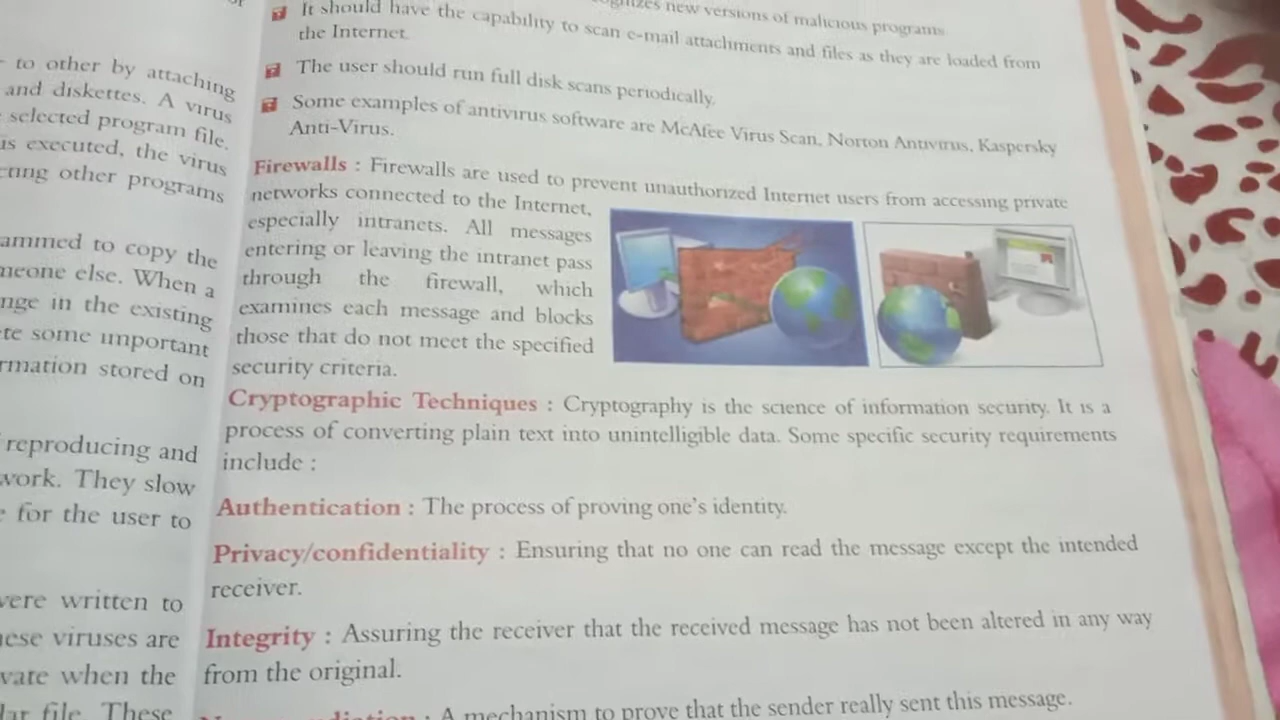 to other by attaching
and diskettes. A virus
selected program file.
is executed, the virus
other programs
to copy the
else. When a
in the existing
some important
stored on
reproducing and
They slow
for the user to
were written to
viruses are
when the
file. These
new versions of malicious programs
It should have the capability to scan e-mail attachments and files as they are loaded from
the Internet.
The user should run full disk scans periodically.
Some examples of antivirus software are McAfee Virus Scan, Norton Antivirus, Kaspersky
Anti-Virus.
Firewalls : Firewalls are used to prevent unauthorized Internet users from accessing private
networks connected to the Internet,
especially intranets. All messages
entering or leaving the intranet pass
through the firewall, which
examines each message and blocks
those that do not meet the specified
security criteria.
Cryptographic Techniques : Cryptography is the science of information security. It is a
process of converting plain text into unintelligible data. Some specific security requirements
include :
Authentication : The process of proving one's identity.
Privacy/confidentiality : Ensuring that no one can read the message except the intended
receiver.
Integrity : Assuring the receiver that the received message has not been altered in any way
from the original.
: A mechanism to prove that the sender really sent this message.